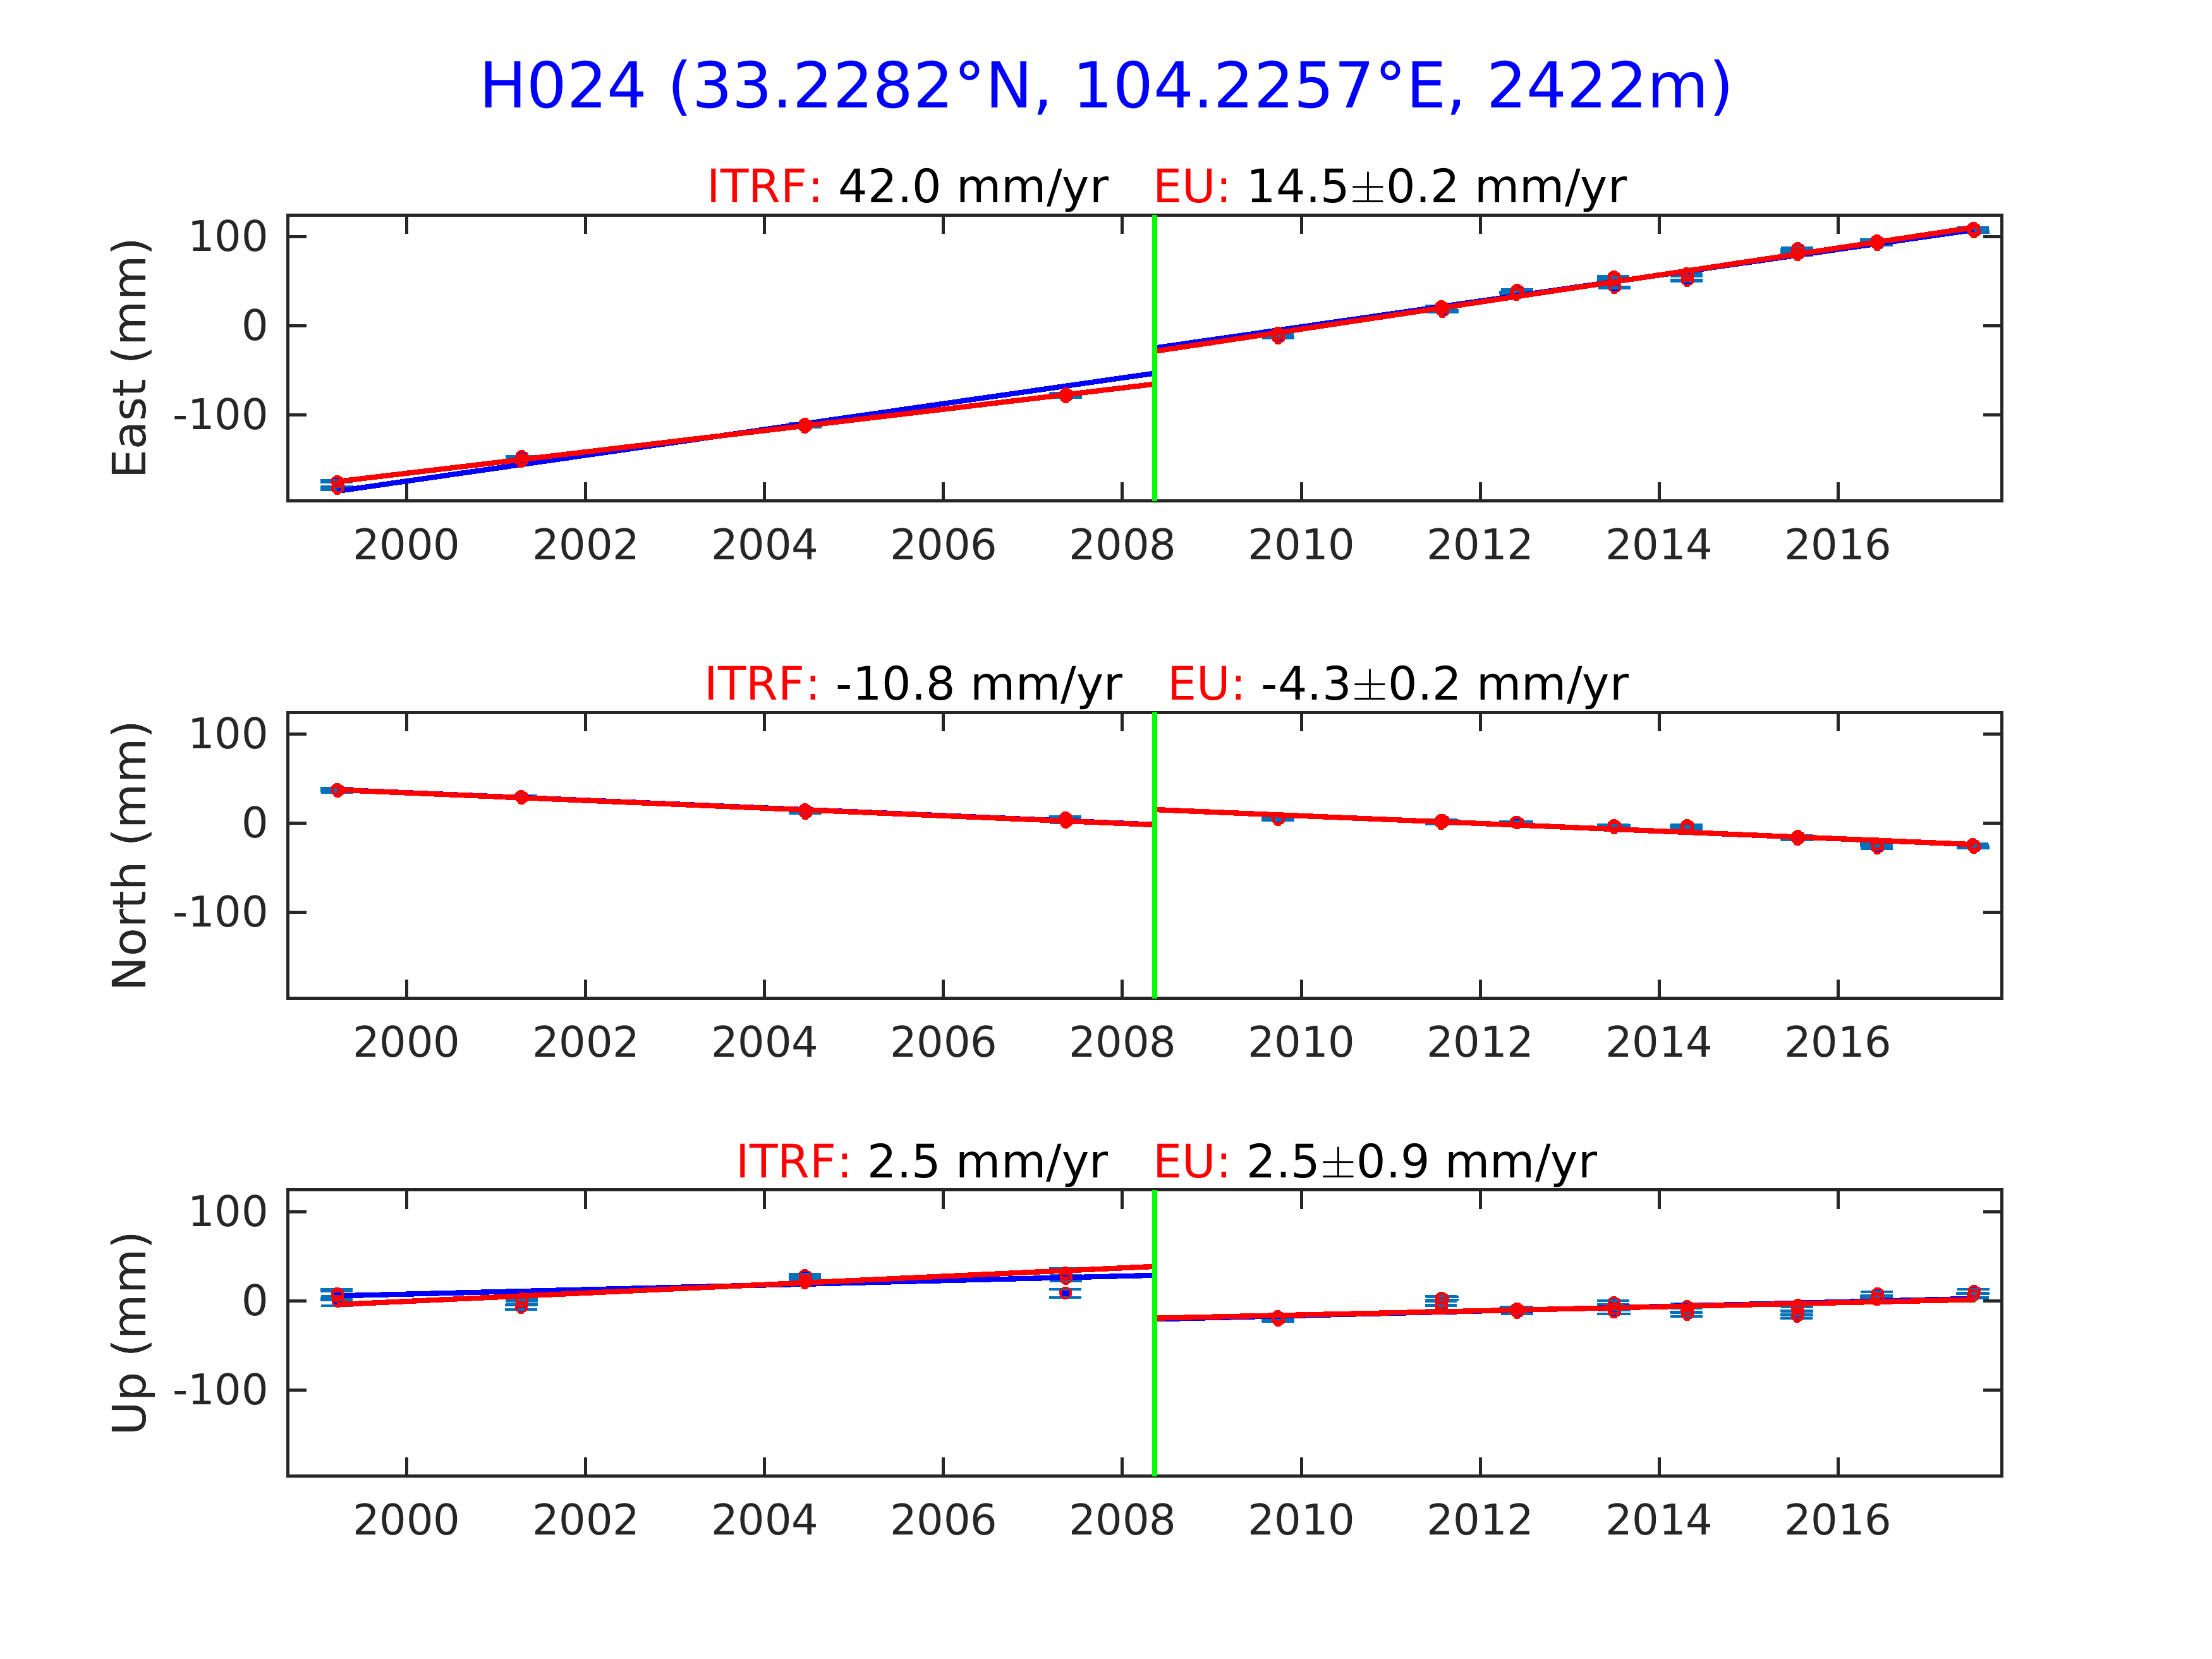 H024 (33.2282°N, 104.2257°E, 2422m)
ITRF: 42.0 mm/yr EU: 14.5±0.2 mm/yr
East (mm)
100
0
-100
2000 2002 2004 2006 2008 2010 2012 2014 2016
ITRF: -10.8 mm/yr EU: -4.3±0.2 mm/yr
North (mm)
100
0
-100
2000 2002 2004 2006 2008 2010 2012 2014 2016
ITRF: 2.5 mm/yr EU: 2.5±0.9 mm/yr
Up (mm)
100
0
-100
2000 2002 2004 2006 2008 2010 2012 2014 2016